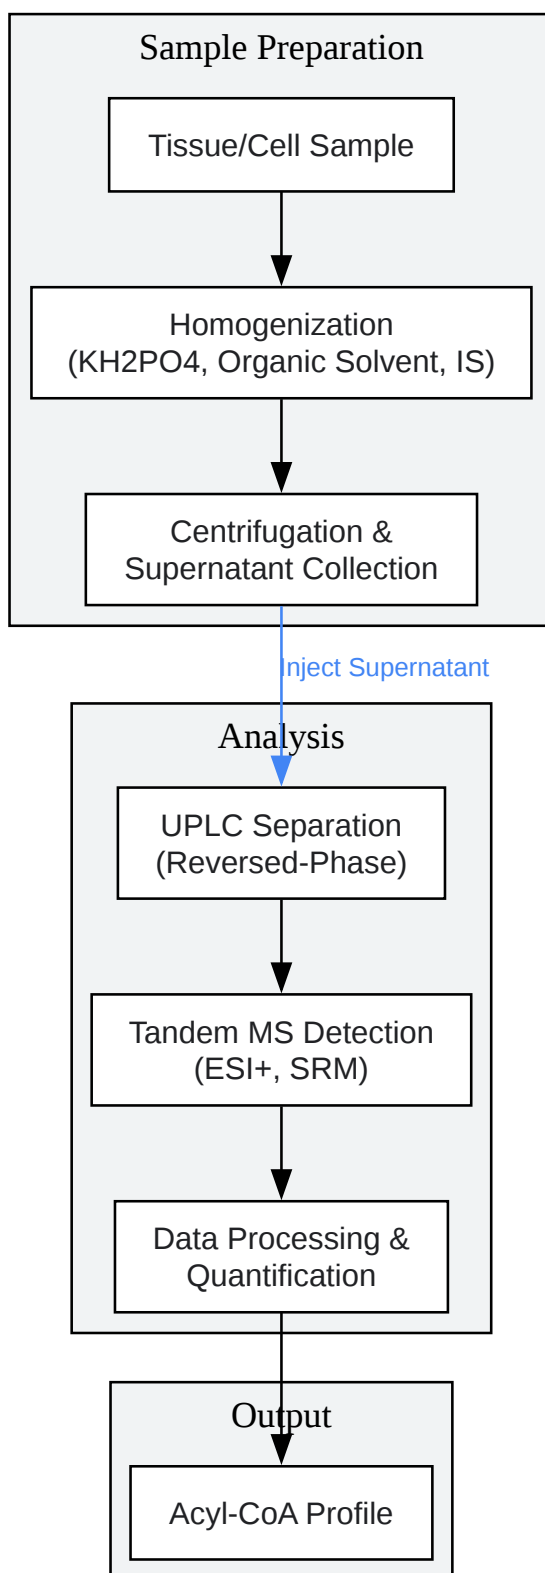 Sample Preparation
Tissue/Cell Sample
Homogenization
(KH2PO4, Organic Solvent, IS)
Centrifugation &
Supernatant Collection
Inject Supernatant
Analysis
UPLC Separation
(Reversed-Phase)
Tandem MS Detection
(ESI+, SRM)
Data Processing &
Quantification
Output
Acyl-CoA Profile